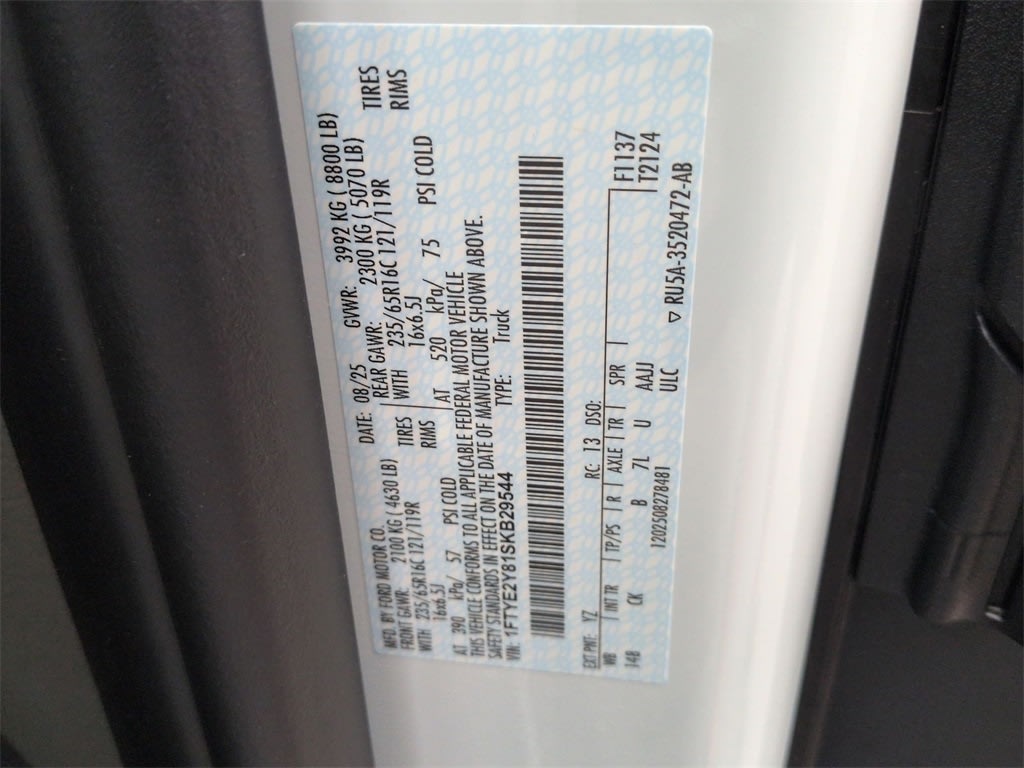 MFD. BY FORD MOTOR CO. DATE: 08/25 GVWR: 3992 KG ( 8800 LB)
FRONT GAWR: 2100 KG ( 4630 LB) REAR GAWR: 2300 KG ( 5070 LB)
WITH 235/65R16C 121/119R TIRES WITH 235/65R16C 121/119R TIRES
16x6.5J RIMS 16x6.5J RIMS
AT 390 kPa/ 57 PSI COLD AT 520 kPa/ 75 PSI COLD
THIS VEHICLE CONFORMS TO ALL APPLICABLE FEDERAL MOTOR VEHICLE
SAFETY STANDARDS IN EFFECT ON THE DATE OF MANUFACTURE SHOWN ABOVE.
VIN: 1FTYE2Y81SKB29544 TYPE: Truck
EXT PNT: YZ RC: 13 DSO: F1137
WB INT TR TP/PS R AXLE TR SPR T2124
148 CK B 7L U AAJJ
1202508278481 ULC ▽ RU5A-3520472-AB